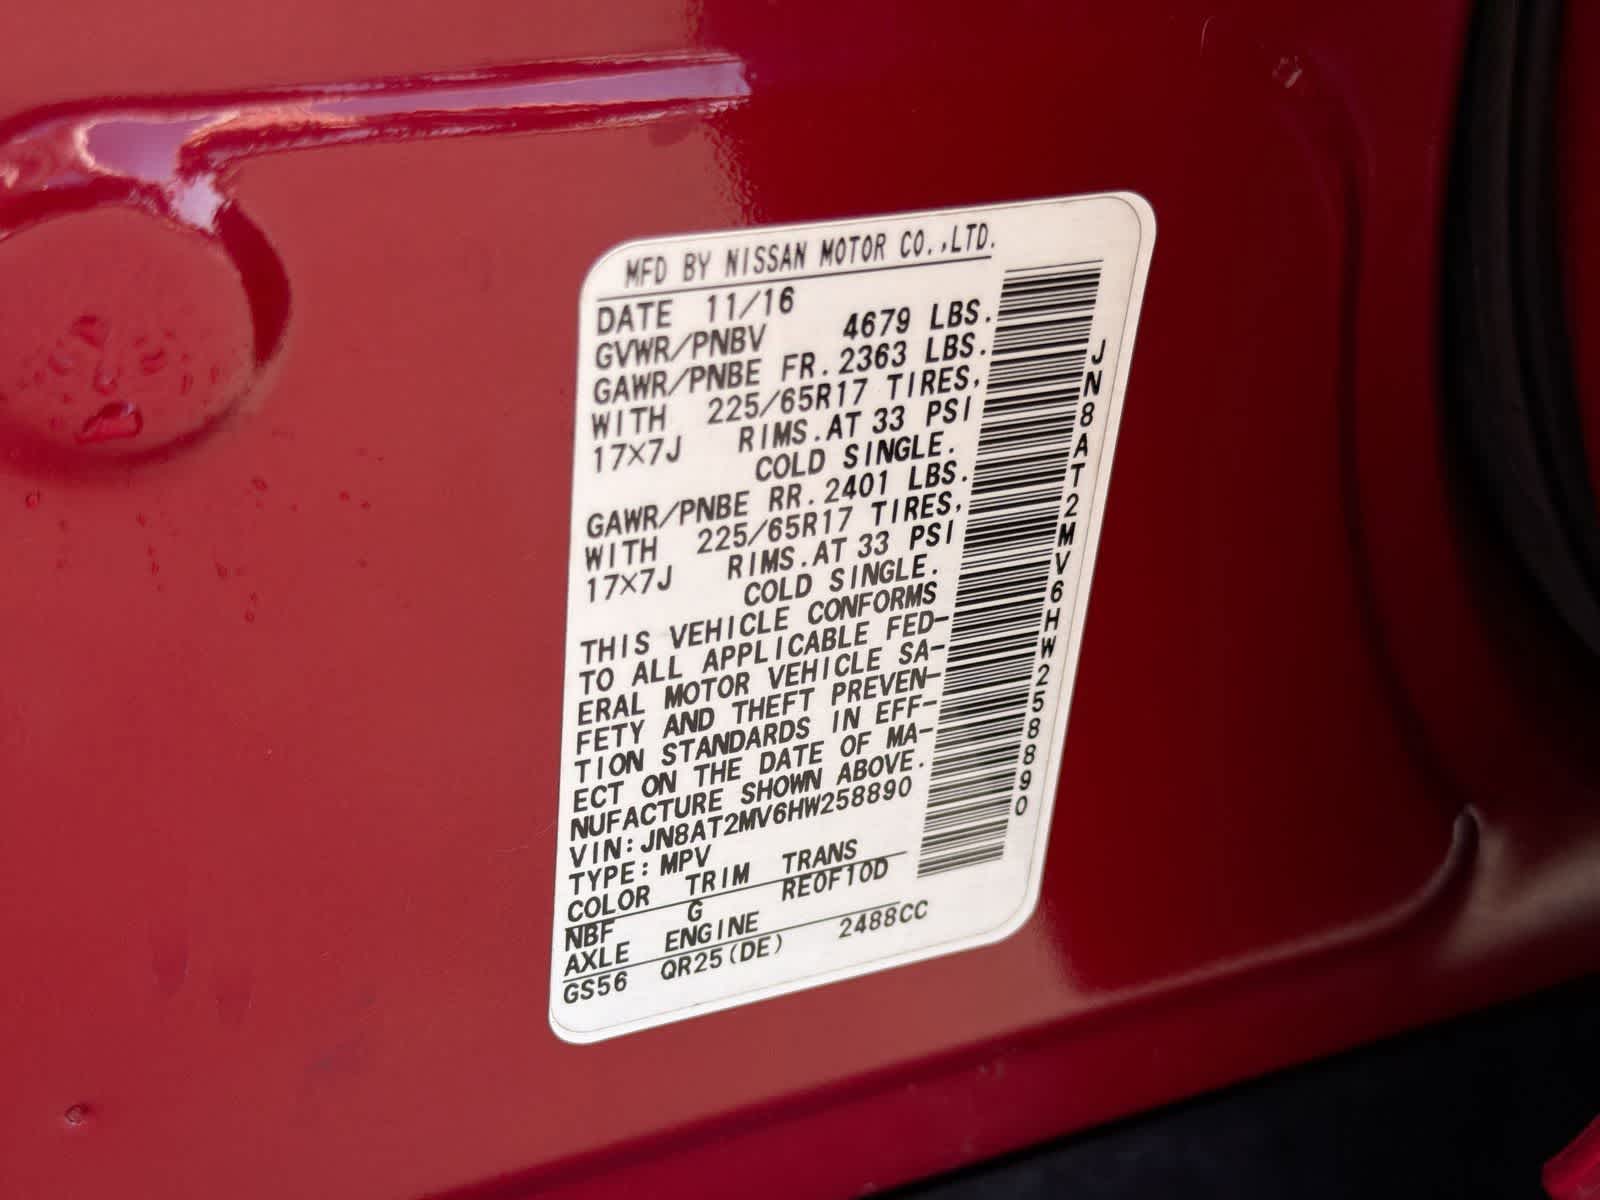 MFD BY NISSAN MOTOR CO.,LTD.
DATE 11/16
GVWR/PNBV 4679 LBS.
GAWR/PNBE FR. 2363 LBS.
WITH 225/65R17 TIRES,
17×7J RIMS. AT 33 PSI
COLD SINGLE.
GAWR/PNBE RR. 2401 LBS.
WITH 225/65R17 TIRES,
17×7J RIMS. AT 33 PSI
COLD SINGLE.
THIS VEHICLE CONFORMS
TO ALL APPLICABLE FED-
ERAL MOTOR VEHICLE SA-
FETY AND THEFT PREVEN-
TION STANDARDS IN EFF-
ECT ON THE DATE OF MA-
NUFACTURE SHOWN ABOVE.
VIN: JN8AT2MV6HW258890
TYPE: MPV
COLOR TRIM TRANS
NBF G RE0F10D
AXLE ENGINE
GS56 QR25(DE) 2488CC
JN8AT2MV6HW258890